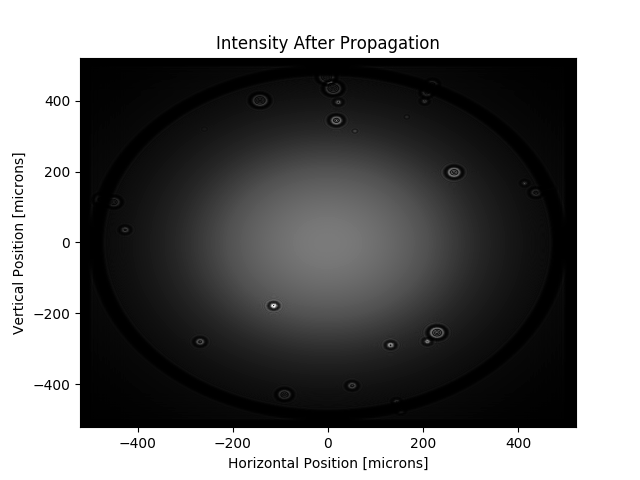 Intensity After Propagation
Vertical Position [microns]
400
200
0
−200
−400
−400 −200 0 200 400
Horizontal Position [microns]